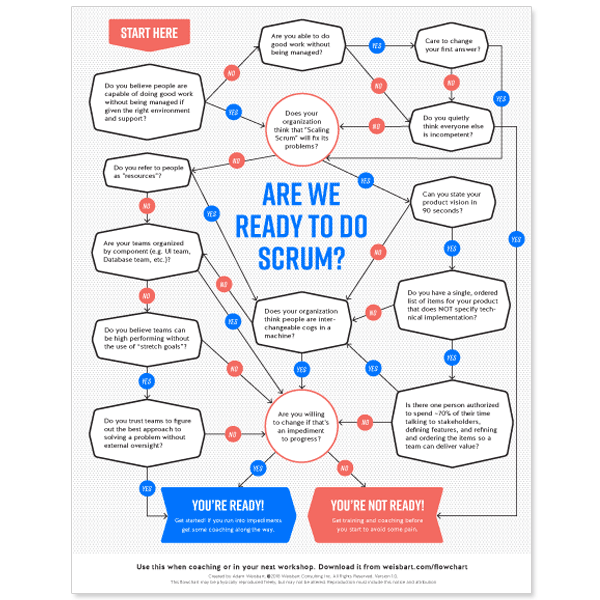 START HERE
Do you believe people are
capable of doing good work
without being managed if
given the right environment
and support?
NO
YES
Are you able to do
good work without
being managed?
YES
NO
Care to change
your first answer?
NO
YES
Do you quietly
think everyone else
is incompetent?
NO
YES
Does your
organization
think that "Scaling
Scrum" will fix its
problems?
NO
YES
Do you refer to people
as "resources"?
NO
YES
ARE WE
READY TO DO
SCRUM?
Can you state your
product vision in
90 seconds?
NO
YES
Are your teams organized
by component (e.g. UI team,
Database team, etc.)?
NO
YES
Does your organization
think people are inter-
changeable cogs in a
machine?
NO
YES
Do you have a single, ordered
list of items for your product
that does NOT specify tech-
nical implementation?
NO
YES
Do you believe teams can
be high performing without
the use of "stretch goals"?
NO
YES
Is there one person authorized
to spend ~70% of their time
talking to stakeholders,
defining features, and refining
and ordering the items so a
team can deliver value?
NO
YES
Do you trust teams to figure
out the best approach to
solving a problem without
external oversight?
NO
YES
Are you willing
to change if that's
an impediment
to progress?
YES
NO
YOU'RE READY!
Get started! If you run into impediments
get some coaching along the way.
YOU'RE NOT READY!
Get training and coaching before
you start to avoid some pain.
Use this when coaching or in your next workshop. Download it from weisbart.com/flowchart
Created by Adam Weisbart. ©2019 Weisbart Consulting Inc. All Rights Reserved. Version 1.0.
This flowchart may be physically reproduced freely, but may not be altered. Reproduction must include this notice and attribution